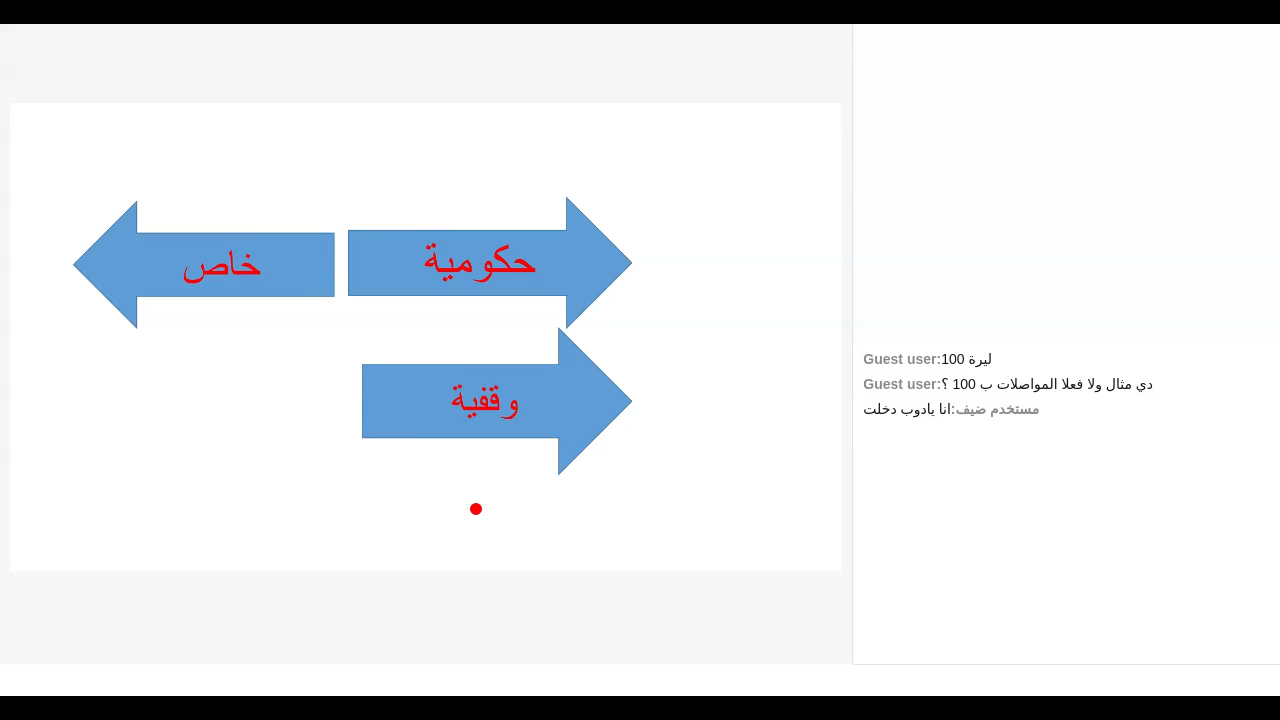 حكومية
خاص
وقفية
Guest user:ليرة 100
Guest user:دي مثال ولا فعلا المواصلات ب 100 ؟
مستخدم ضيف:انا يادوب دخلت